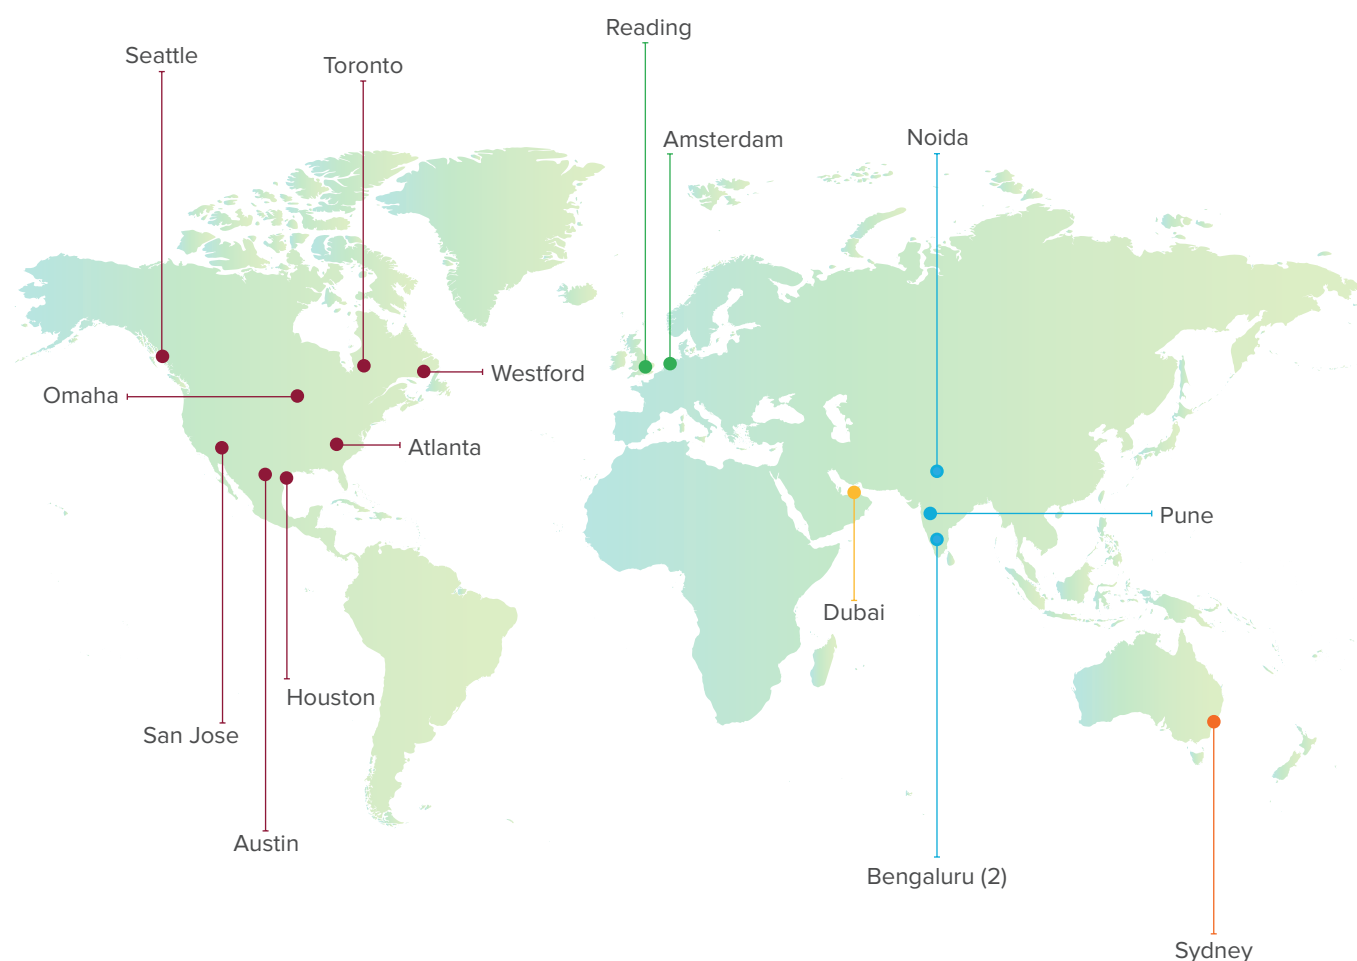 Reading
Seattle
Toronto
Amsterdam
Noida
Westford
Omaha
Atlanta
Pune
Dubai
Houston
San Jose
Austin
Bengaluru (2)
Sydney